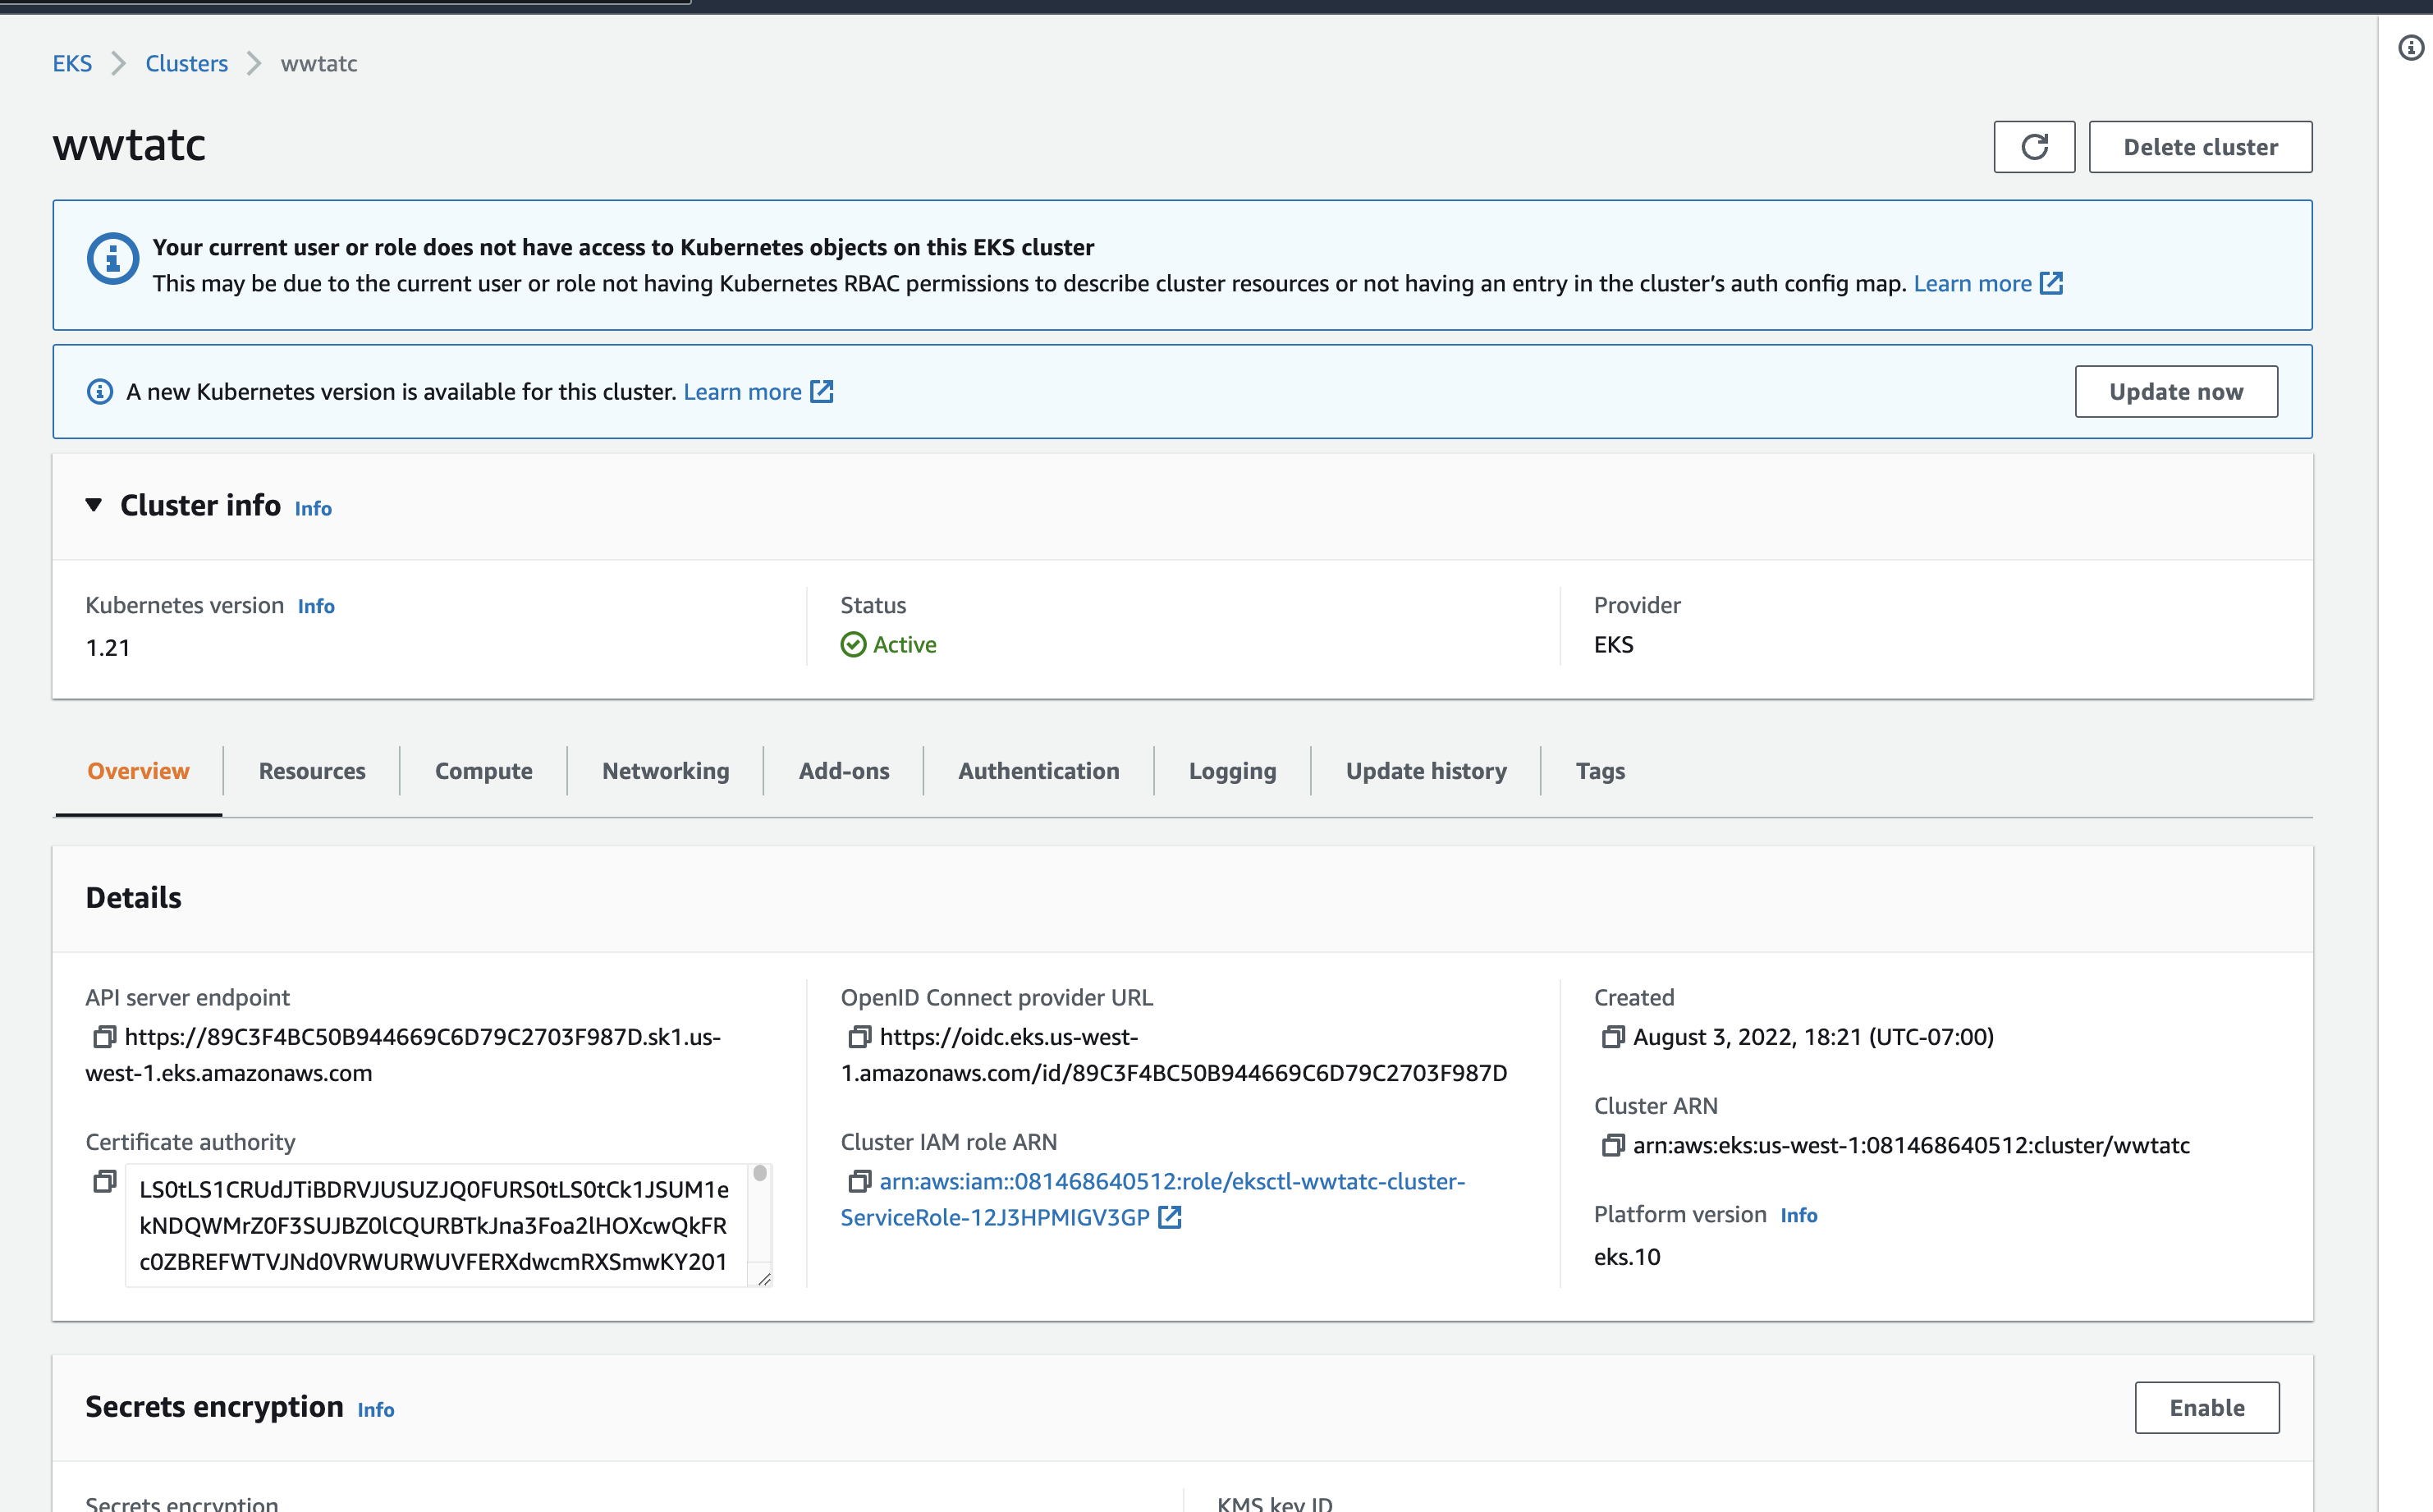 EKS > Clusters > wwtatc
wwtatc
Delete cluster
Your current user or role does not have access to Kubernetes objects on this EKS cluster
This may be due to the current user or role not having Kubernetes RBAC permissions to describe cluster resources or not having an entry in the cluster’s auth config map. Learn more
A new Kubernetes version is available for this cluster. Learn more
Update now
Cluster info Info
Kubernetes version Info
1.21
Status
Active
Provider
EKS
Overview
Resources
Compute
Networking
Add-ons
Authentication
Logging
Update history
Tags
Details
API server endpoint
https://89C3F4BC50B944669C6D79C2703F987D.sk1.us-
west-1.eks.amazonaws.com
Certificate authority
LS0tLS1CRUdJTiBDRVJUSUZJQ0FURS0tLS0tCk1JSUM1e
kNDQWMrZ0F3SUJBZ0lCQURBTkJna3Foa2lHOXcwQkFR
c0ZBREFWTVJNd0VRWURWUVFERXdwcmRXSmwKY201
OpenID Connect provider URL
https://oidc.eks.us-west-
1.amazonaws.com/id/89C3F4BC50B944669C6D79C2703F987D
Cluster IAM role ARN
arn:aws:iam::081468640512:role/eksctl-wwtatc-cluster-
ServiceRole-12J3HPMIGV3GP
Created
August 3, 2022, 18:21 (UTC-07:00)
Cluster ARN
arn:aws:eks:us-west-1:081468640512:cluster/wwtatc
Platform version Info
eks.10
Secrets encryption Info
Enable
Secrets encryption
KMS key ID